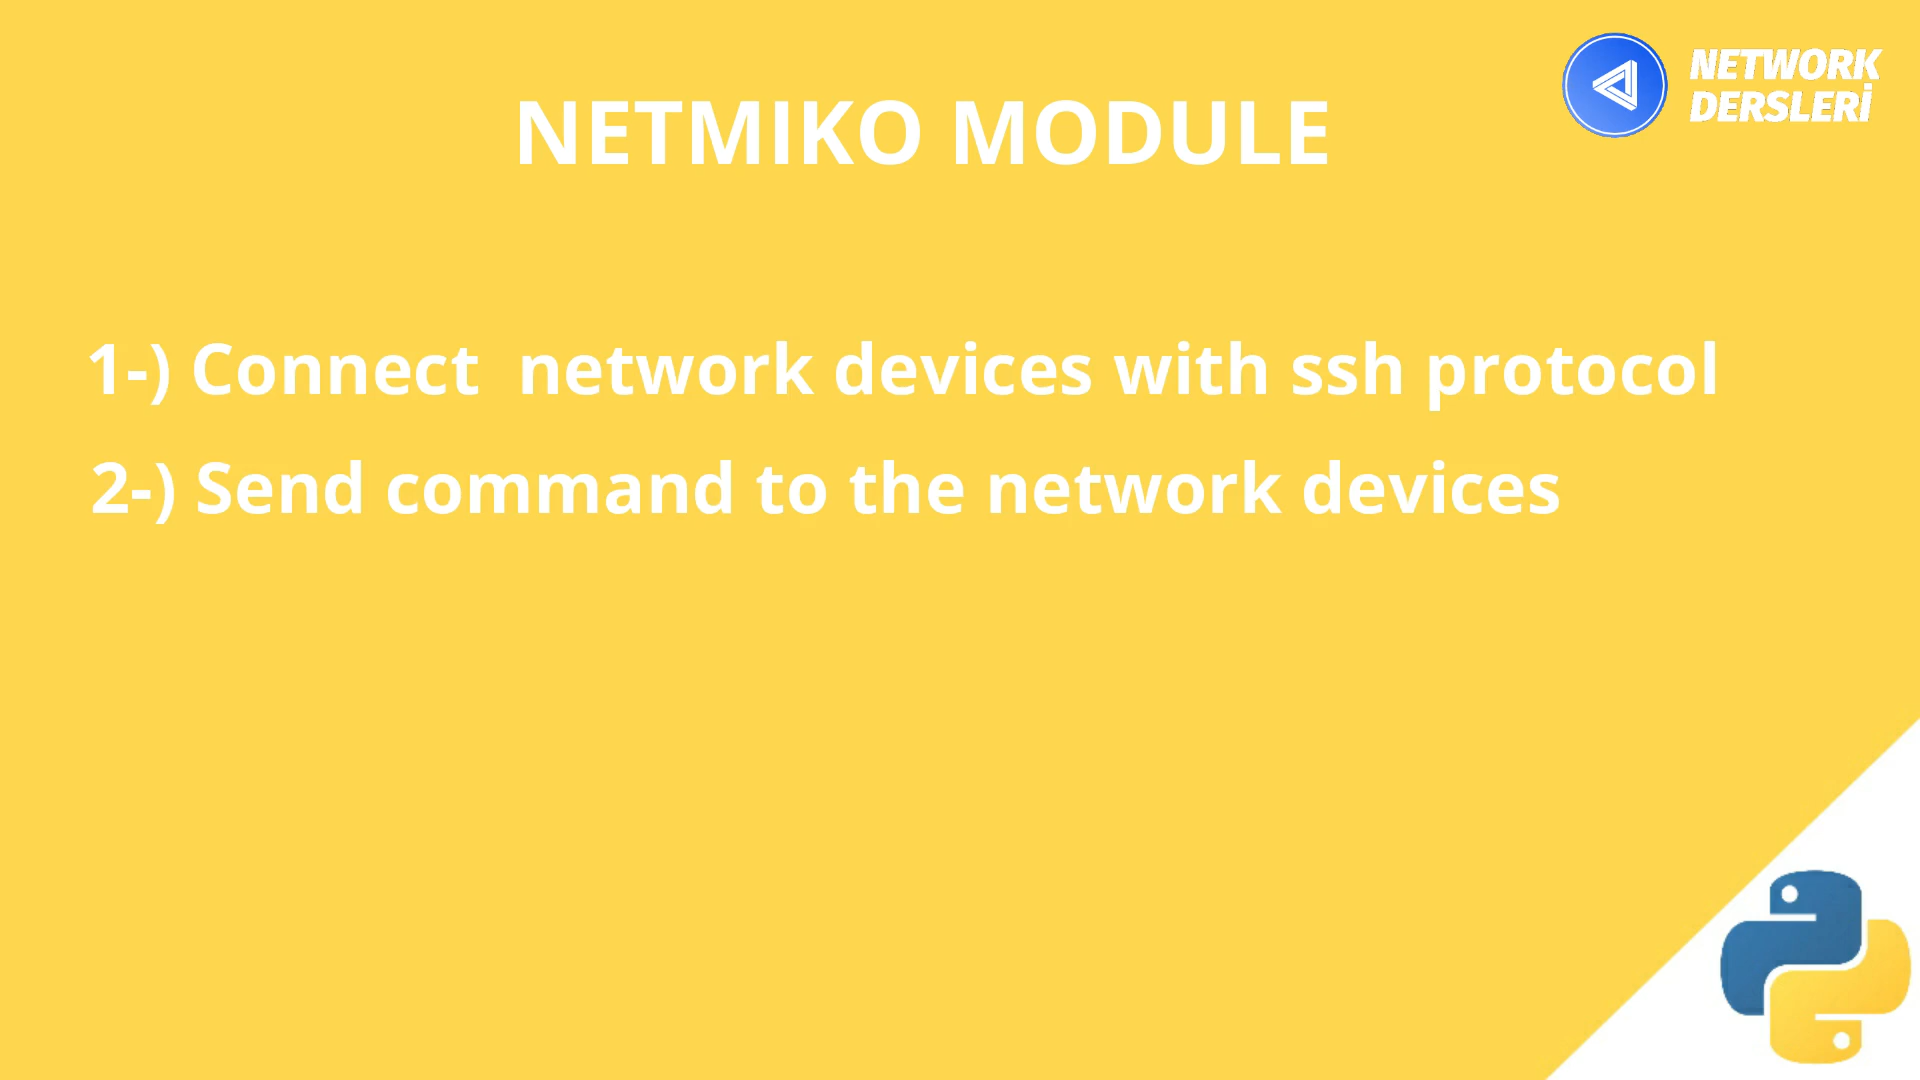 NETWORK
DERSLERİ
NETMIKO MODULE
1-) Connect  network devices with ssh protocol
2-) Send command to the network devices